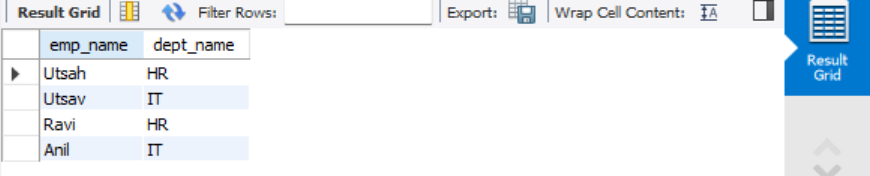 Result Grid Filter Rows: Export: Wrap Cell Content: IA
emp_name dept_name
Utsah HR
Utsav IT
Ravi HR
Anil IT
Result
Grid